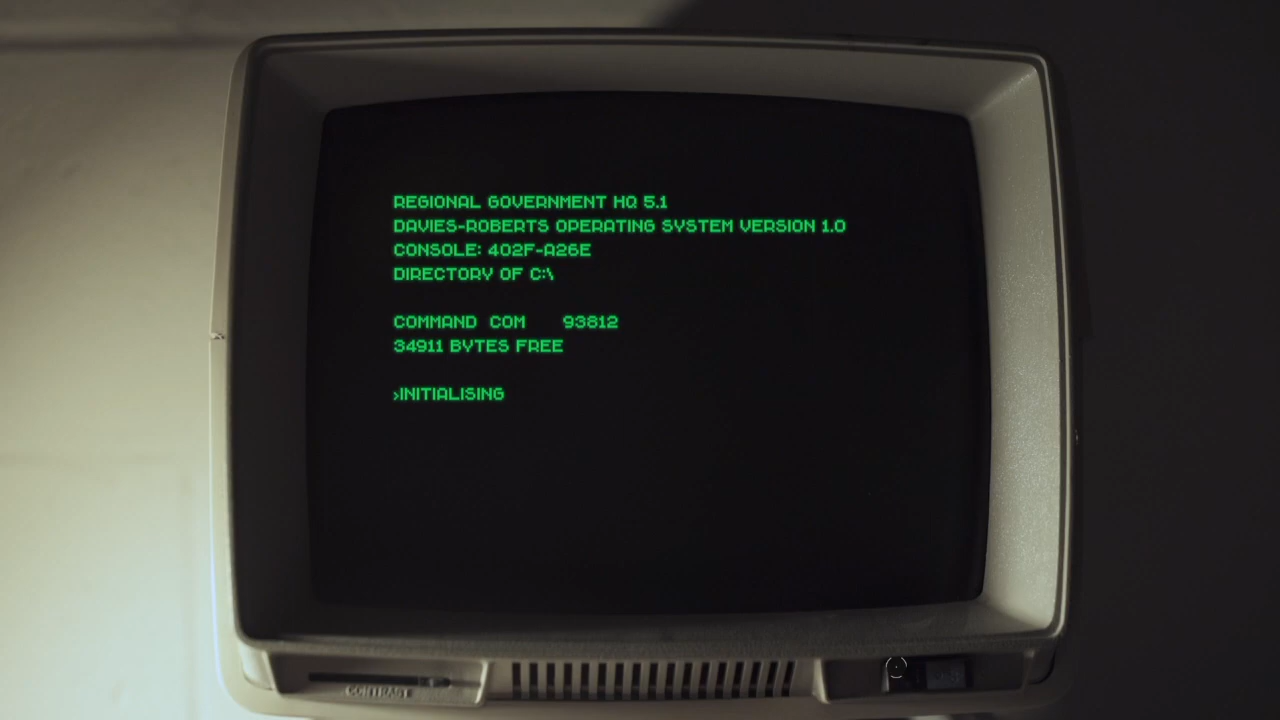 REGIONAL GOVERNMENT HQ 5.1
DAVIES-ROBERTS OPERATING SYSTEM VERSION 1.0
CONSOLE: 402F-A26E
DIRECTORY OF C:\
COMMAND COM 93812
34911 BYTES FREE
>INITIALISING
CONTRAST